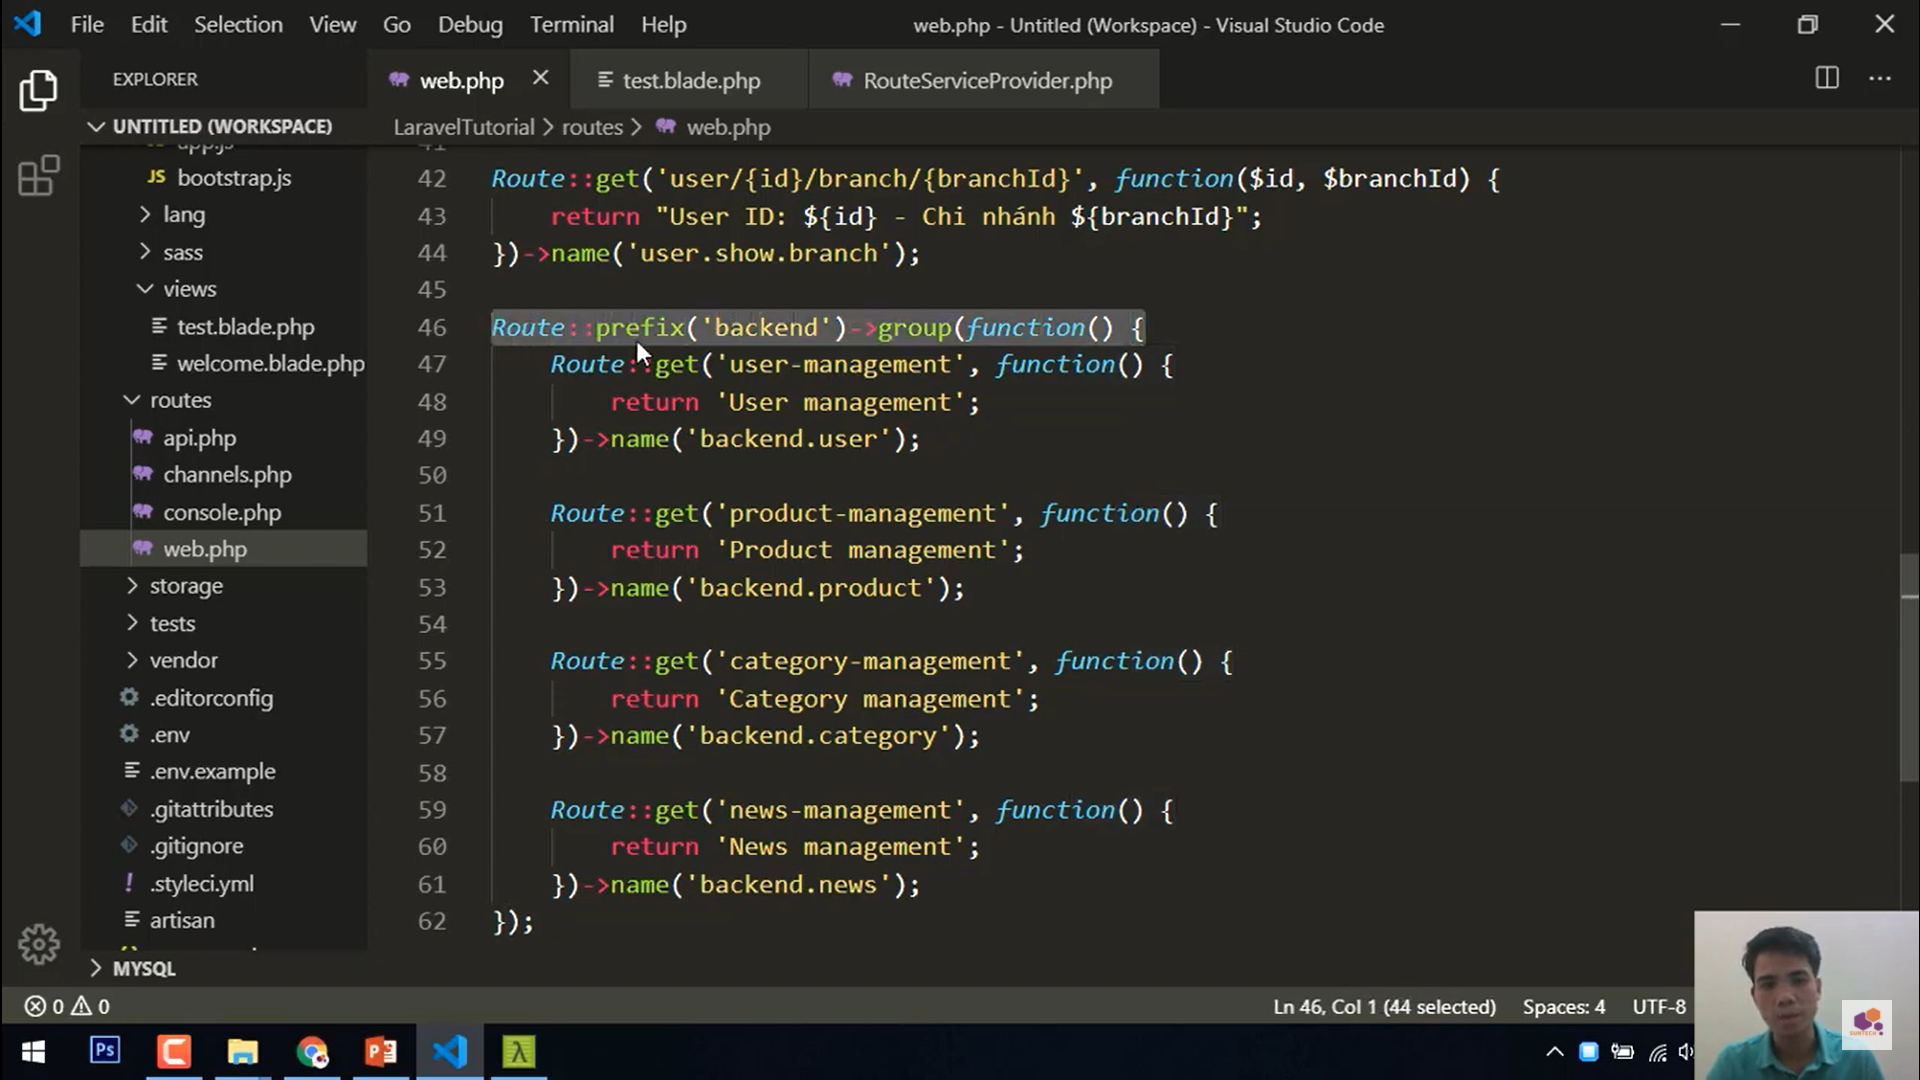 File Edit Selection View Go Debug Terminal Help
web.php - Untitled (Workspace) - Visual Studio Code
EXPLORER
web.php
test.blade.php
RouteServiceProvider.php
UNTITLED (WORKSPACE)
LaravelTutorial > routes > web.php
app.js
JS bootstrap.js
lang
sass
views
test.blade.php
welcome.blade.php
routes
api.php
channels.php
console.php
web.php
storage
tests
vendor
.editorconfig
.env
.env.example
.gitattributes
.gitignore
! .styleci.yml
artisan
MYSQL
41
42 Route::get('user/{id}/branch/{branchId}', function($id, $branchId) {
43 return "User ID: ${id} - Chi nhánh ${branchId}";
44 })->name('user.show.branch');
45
46 Route::prefix('backend')->group(function() {
47 Route::get('user-management', function() {
48 return 'User management';
49 })->name('backend.user');
50
51 Route::get('product-management', function() {
52 return 'Product management';
53 })->name('backend.product');
54
55 Route::get('category-management', function() {
56 return 'Category management';
57 })->name('backend.category');
58
59 Route::get('news-management', function() {
60 return 'News management';
61 })->name('backend.news');
62 });
0 0
Ln 46, Col 1 (44 selected) Spaces: 4 UTF-8
Ps